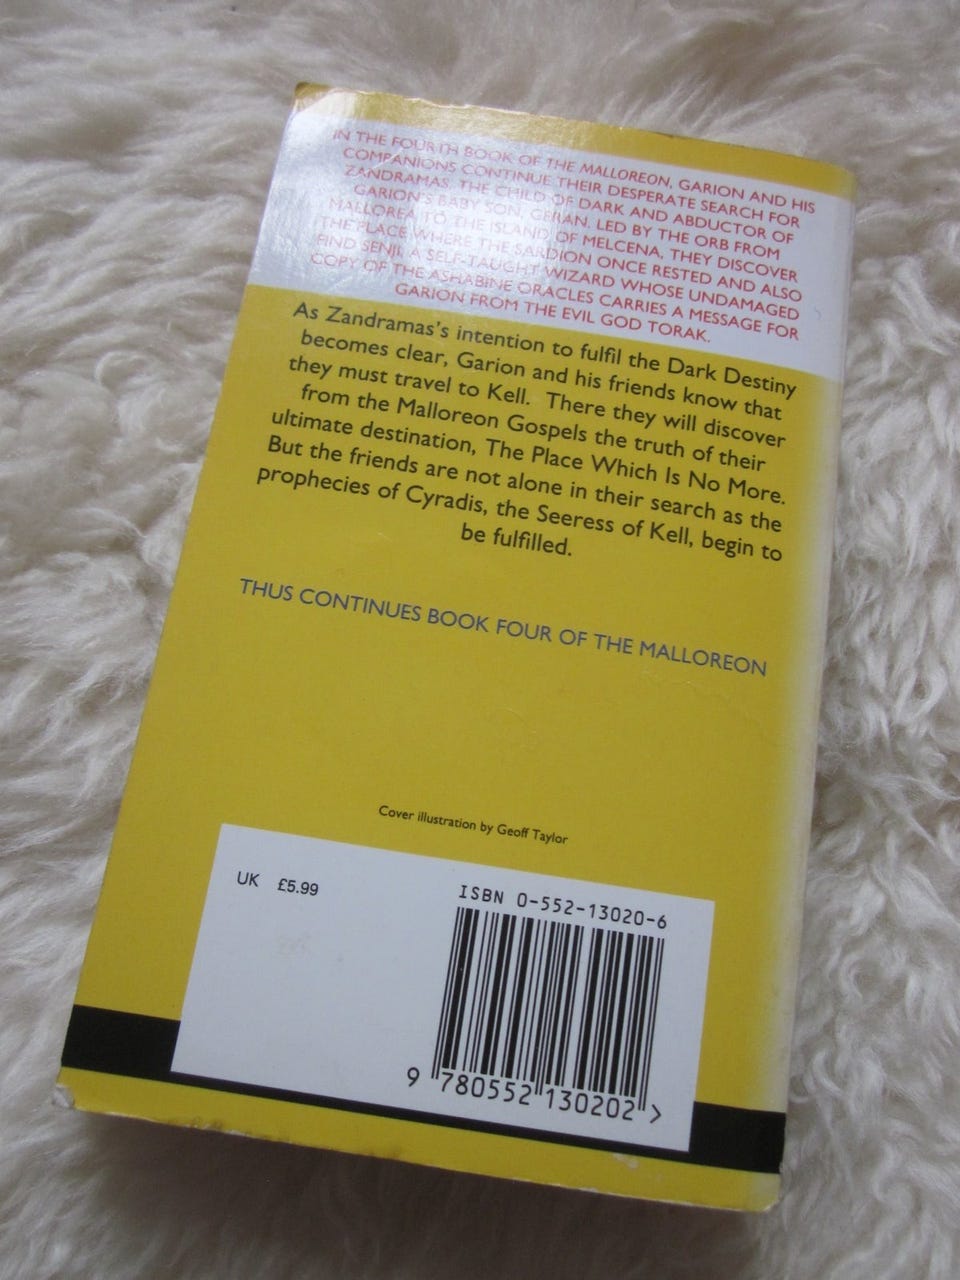 IN THE FOURTH BOOK OF THE MALLOREON, GARION AND HIS
COMPANIONS CONTINUE THEIR DESPERATE SEARCH FOR
ZANDRAMAS, THE CHILD OF DARK AND ABDUCTOR OF
GARION'S BABY SON, GERAN. LED BY THE ORB FROM
MALLOREA TO THE ISLAND OF MELCENA, THEY DISCOVER
THE PLACE WHERE THE SARDION ONCE RESTED AND ALSO
FIND SENJI, A SELF-TAUGHT WIZARD WHOSE UNDAMAGED
COPY OF THE ASHABINE ORACLES CARRIES A MESSAGE FOR
GARION FROM THE EVIL GOD TORAK.
As Zandramas's intention to fulfil the Dark Destiny
becomes clear, Garion and his friends know that
they must travel to Kell. There they will discover
from the Malloreon Gospels the truth of their
ultimate destination, The Place Which Is No More.
But the friends are not alone in their search as the
prophecies of Cyradis, the Seeress of Kell, begin to
be fulfilled.
THUS CONTINUES BOOK FOUR OF THE MALLOREON
Cover illustration by Geoff Taylor
UK £5.99
ISBN 0-552-13020-6
9 780552 130202 >